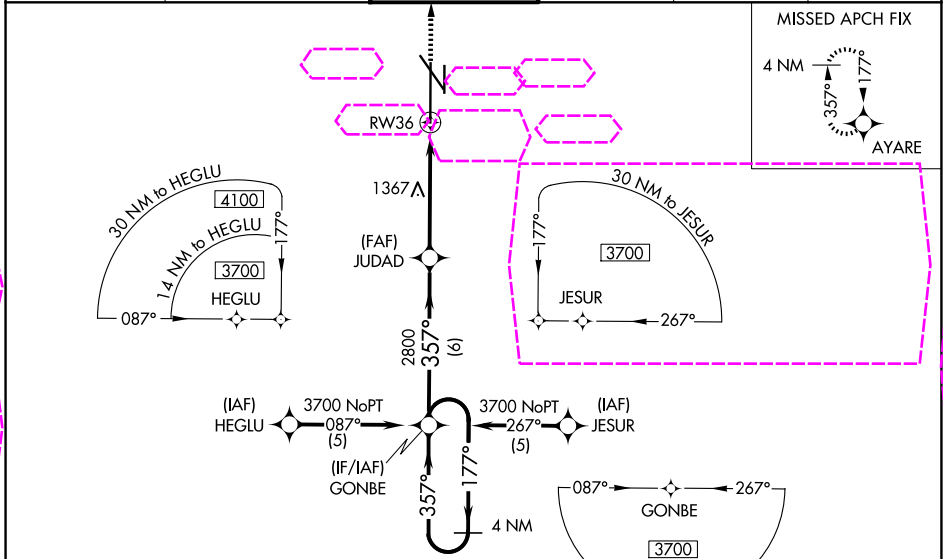 MISSED APCH FIX
4 NM
177°
357°
AYARE
RW36
1367
30 NM to HEGLU
4100
14 NM to HEGLU
177°
3700
HEGLU
087°
(FAF)
JUDAD
30 NM to JESUR
177°
3700
JESUR
267°
2800
357°
(6)
(IAF)
HEGLU
3700 NoPT
087°
(5)
3700 NoPT
267°
(5)
(IAF)
JESUR
(IF/IAF)
GONBE
357°
177°
4 NM
087°
267°
GONBE
3700